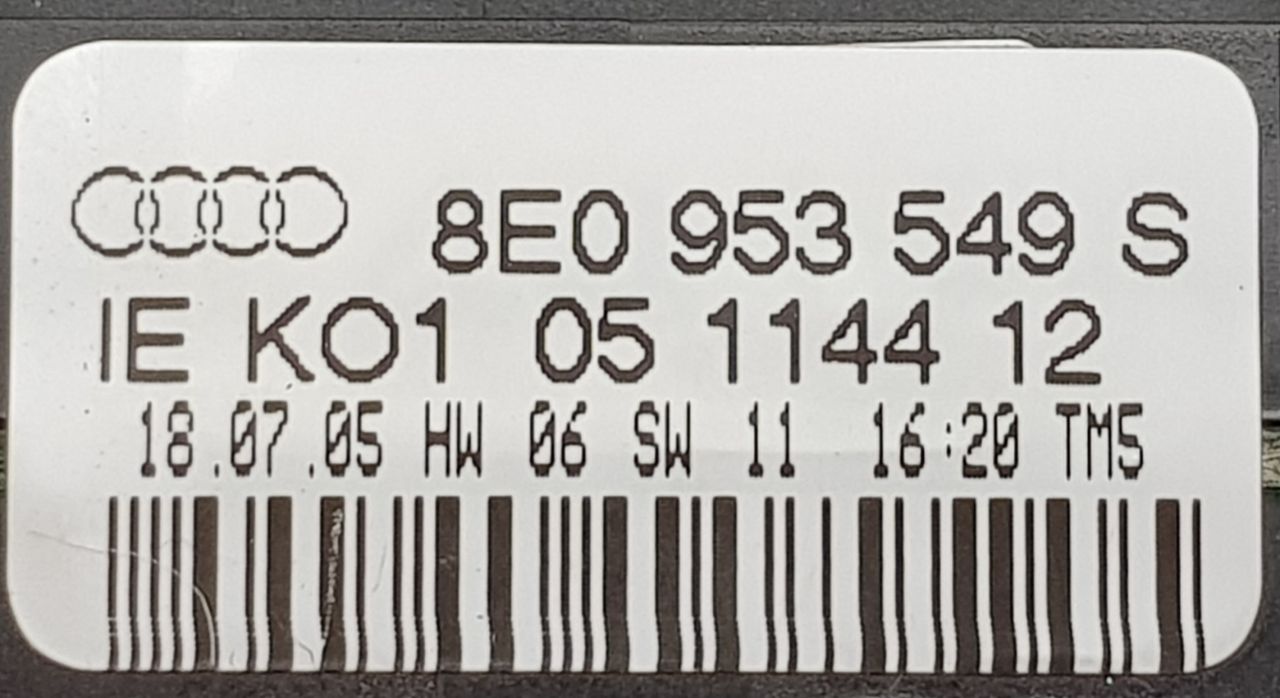 8E0 953 549 S
IE KO1 05 1144 12
18.07.05 HW 06 SW 11 16:20 TM5